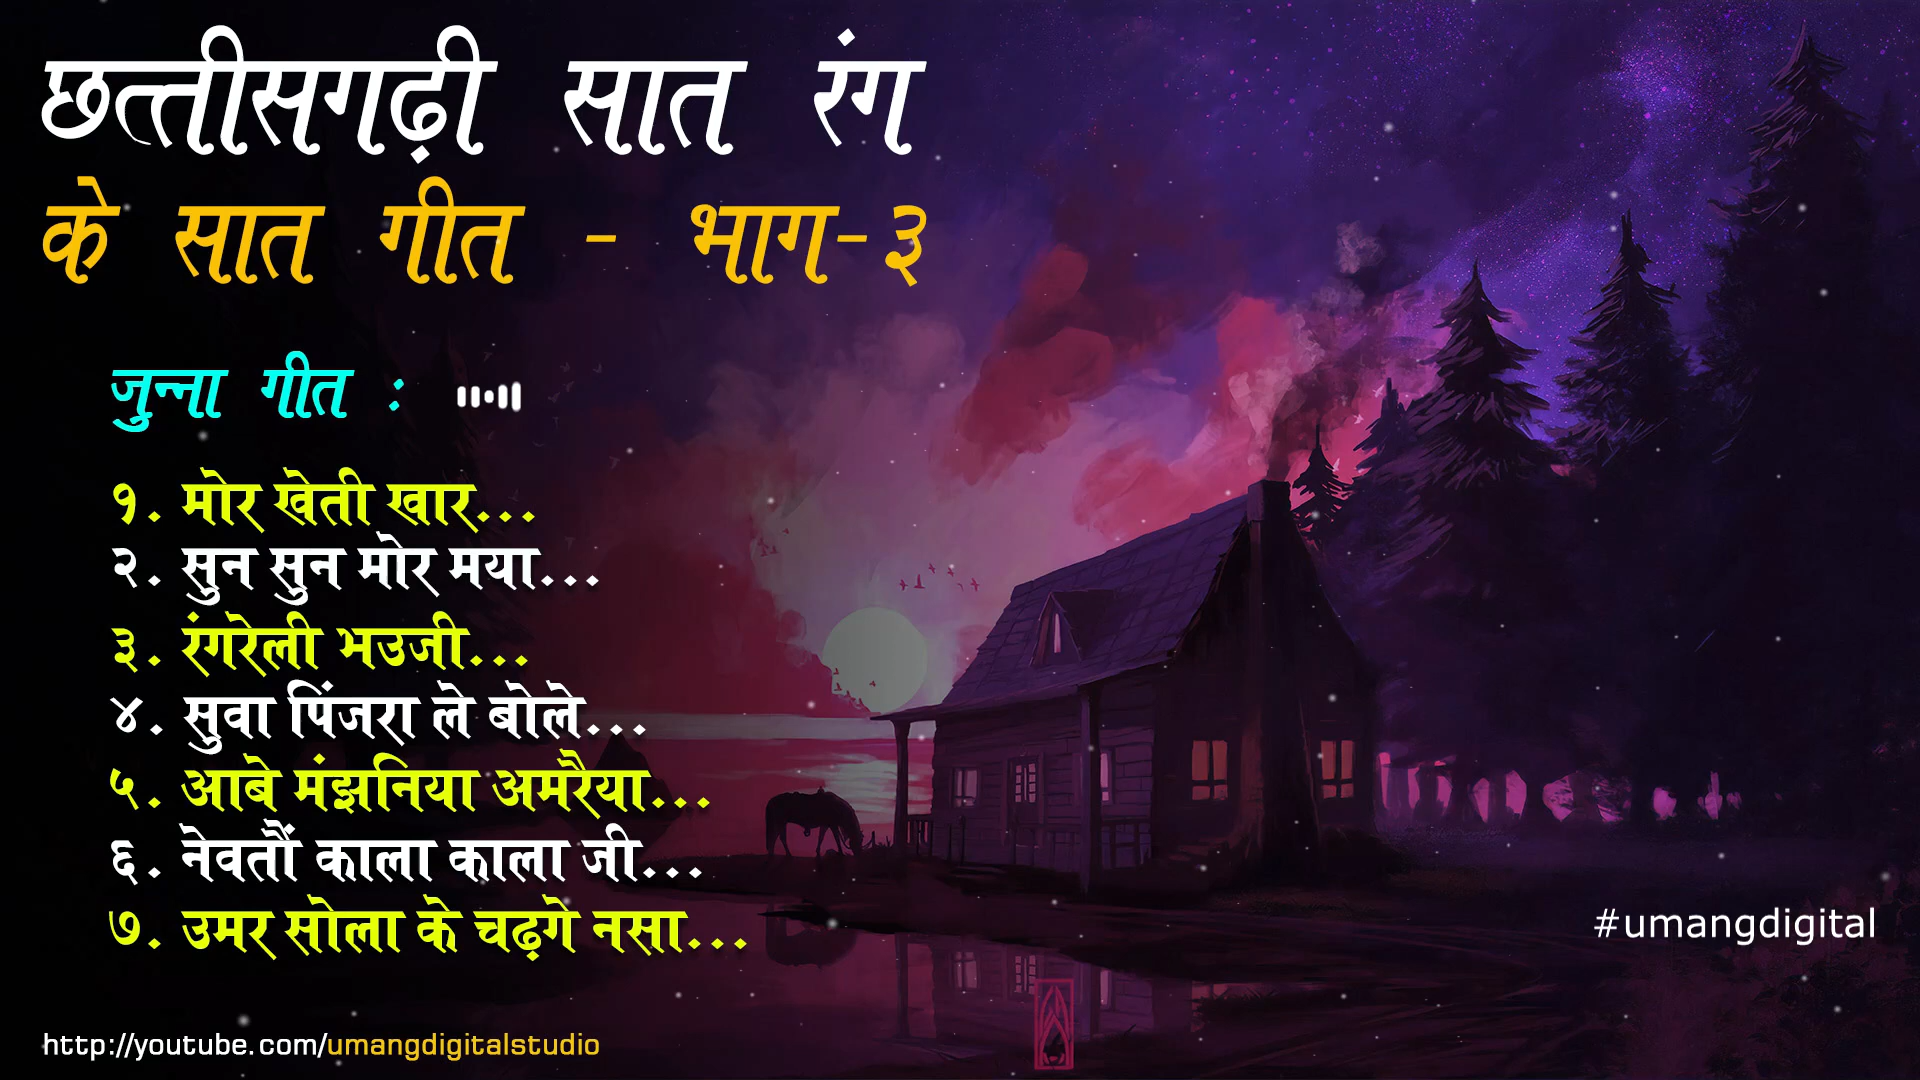 छत्तीसगढ़ी सात रंग
के सात गीत - भाग-३
जुन्ना गीत :
१. मोर खेती खार...
२. सुन सुन मोर मया...
३. रंगरेली भउजी...
४. सुवा पिंजरा ले बोले...
५. आबे मंझनिया अमरैया...
६. नेवतौं काला काला जी...
७. उमर सोला के चढ़गे नसा...
#umangdigital
http://youtube.com/umangdigitalstudio